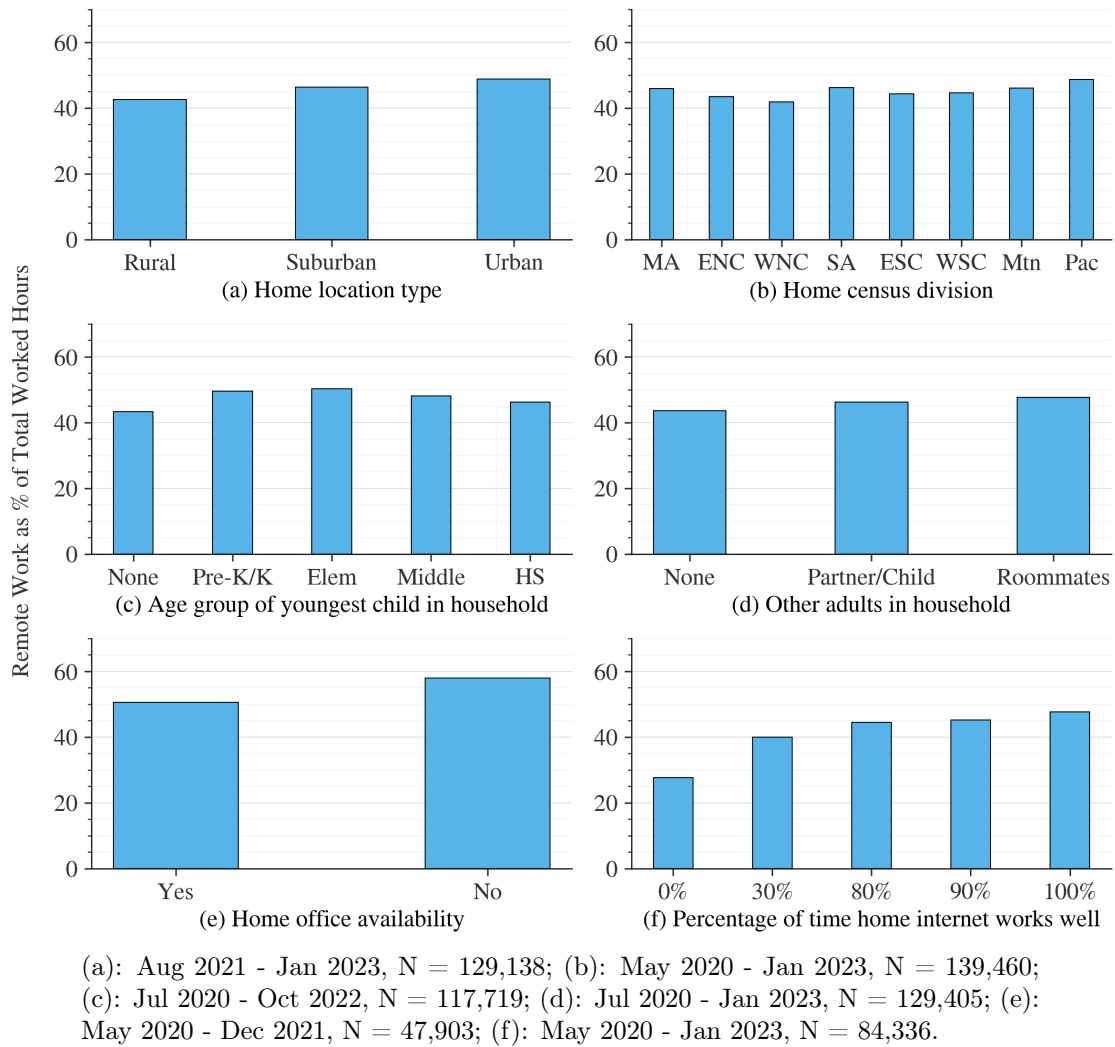 Remote Work as % of Total Worked Hours
60
40
20
0
Rural Suburban Urban
(a) Home location type
60
40
20
0
MA ENC WNC SA ESC WSC Mtn Pac
(b) Home census division
60
40
20
0
None Pre-K/K Elem Middle HS
(c) Age group of youngest child in household
60
40
20
0
None Partner/Child Roommates
(d) Other adults in household
60
40
20
0
Yes No
(e) Home office availability
60
40
20
0
0% 30% 80% 90% 100%
(f) Percentage of time home internet works well
(a): Aug 2021 - Jan 2023, N = 129,138; (b): May 2020 - Jan 2023, N = 139,460;
(c): Jul 2020 - Oct 2022, N = 117,719; (d): Jul 2020 - Jan 2023, N = 129,405; (e):
May 2020 - Dec 2021, N = 47,903; (f): May 2020 - Jan 2023, N = 84,336.